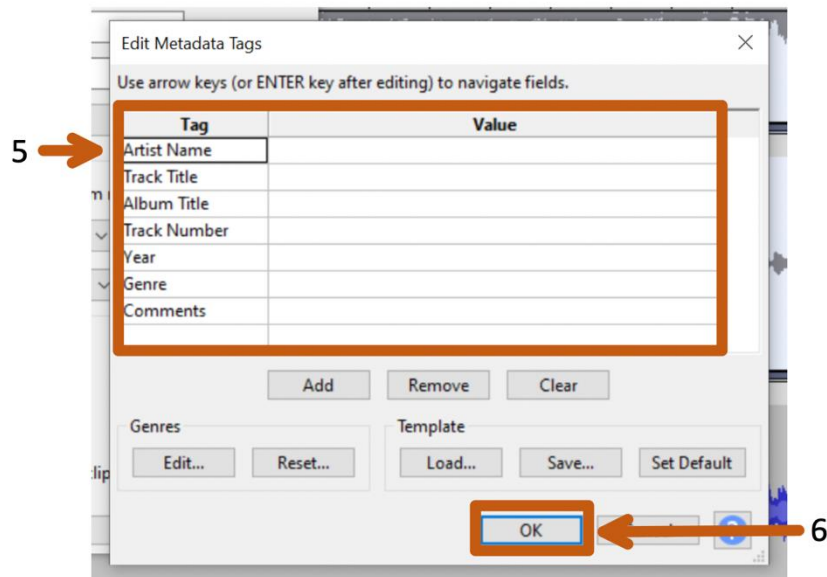 Edit Metadata Tags
Use arrow keys (or ENTER key after editing) to navigate fields.
Tag Value
5
Artist Name
Track Title
Album Title
Track Number
Year
Genre
Comments
Add Remove Clear
Genres Template
Edit... Reset... Load... Save... Set Default
OK
6